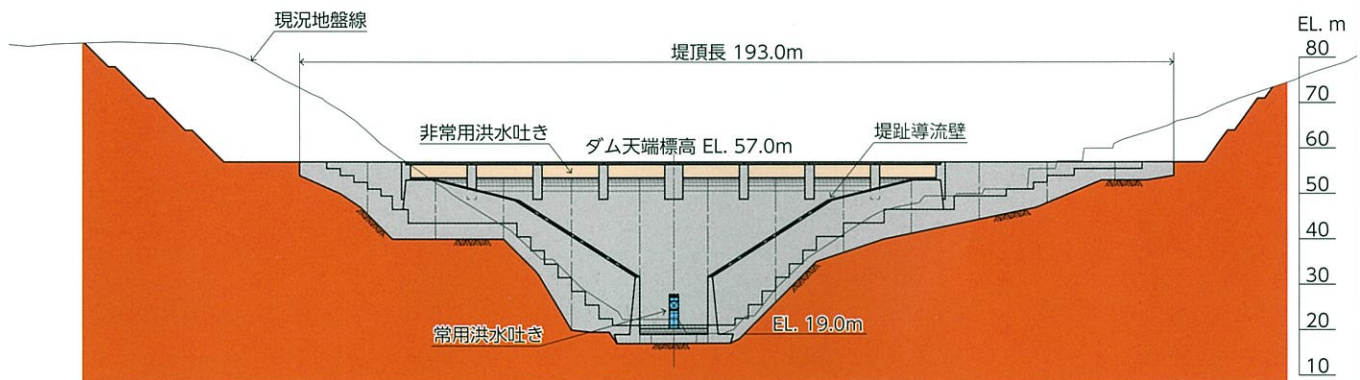 現況地盤線
EL. m
堤頂長 193.0m
80
70
非常用洪水吐き
ダム天端標高 EL. 57.0m
堤趾導流壁
60
50
40
30
常用洪水吐き
EL. 19.0m
20
10